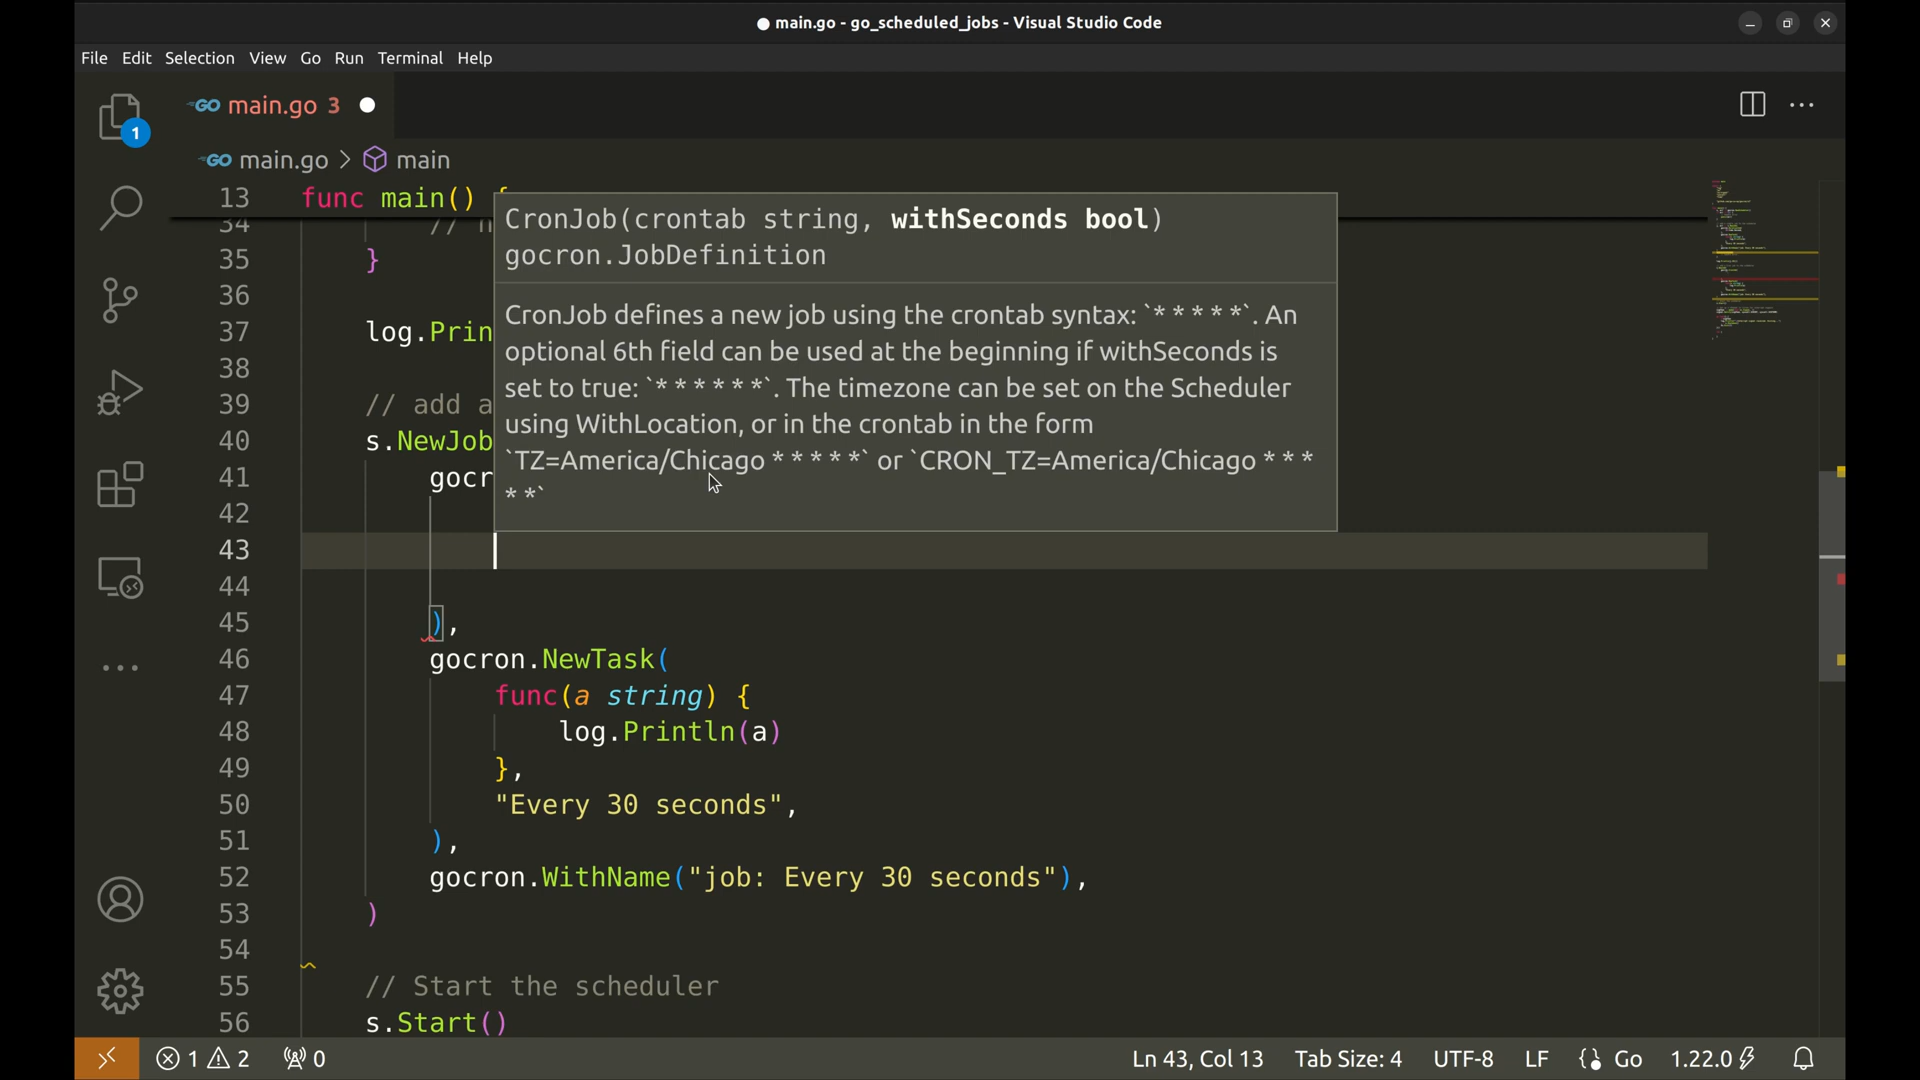 main.go - go_scheduled_jobs - Visual Studio Code
File Edit Selection View Go Run Terminal Help
GO main.go 3
GO main.go > main
1
13 func main() {
CronJob(crontab string, withSeconds bool)
gocron.JobDefinition
CronJob defines a new job using the crontab syntax: `* * * * *`. An
optional 6th field can be used at the beginning if withSeconds is
set to true: `* * * * * *`. The timezone can be set on the Scheduler
using WithLocation, or in the crontab in the form
`TZ=America/Chicago * * * * *` or `CRON_TZ=America/Chicago * * *
* *`
34 //
35 }
36
37 log.Prin
38
39 // add a
40 s.NewJob
41 gocr
42
43
44
45 ),
46 gocron.NewTask(
47 func(a string) {
48 log.Println(a)
49 },
50 "Every 30 seconds",
51 ),
52 gocron.WithName("job: Every 30 seconds"),
53 )
54
55 // Start the scheduler
56 s.Start()
1 2 0 Ln 43, Col 13 Tab Size: 4 UTF-8 LF Go 1.22.0